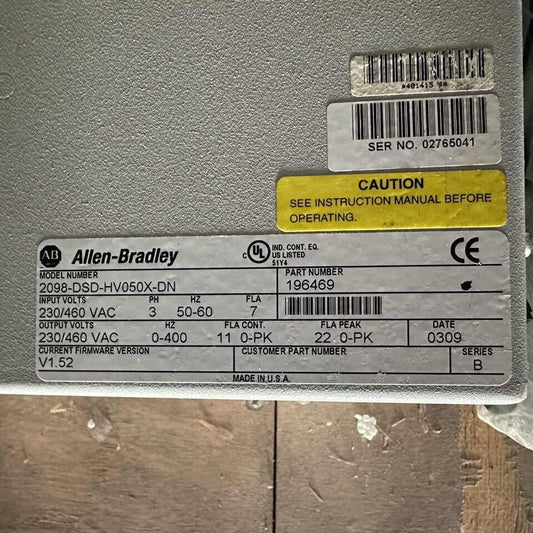 SER NO. 02765041
CAUTION
SEE INSTRUCTION MANUAL BEFORE
OPERATING.
AB Allen-Bradley
C UL US LISTED
IND. CONT. EQ.
51Y4
CE
MODEL NUMBER
2098-DSD-HV050X-DN
PART NUMBER
196469
INPUT VOLTS PH HZ FLA
230/460 VAC 3 50-60 7
OUTPUT VOLTS HZ FLA CONT. FLA PEAK DATE
230/460 VAC 0-400 11 0-PK 22 0-PK 0309
CURRENT FIRMWARE VERSION CUSTOMER PART NUMBER SERIES
V1.52 B
MADE IN U.S.A.